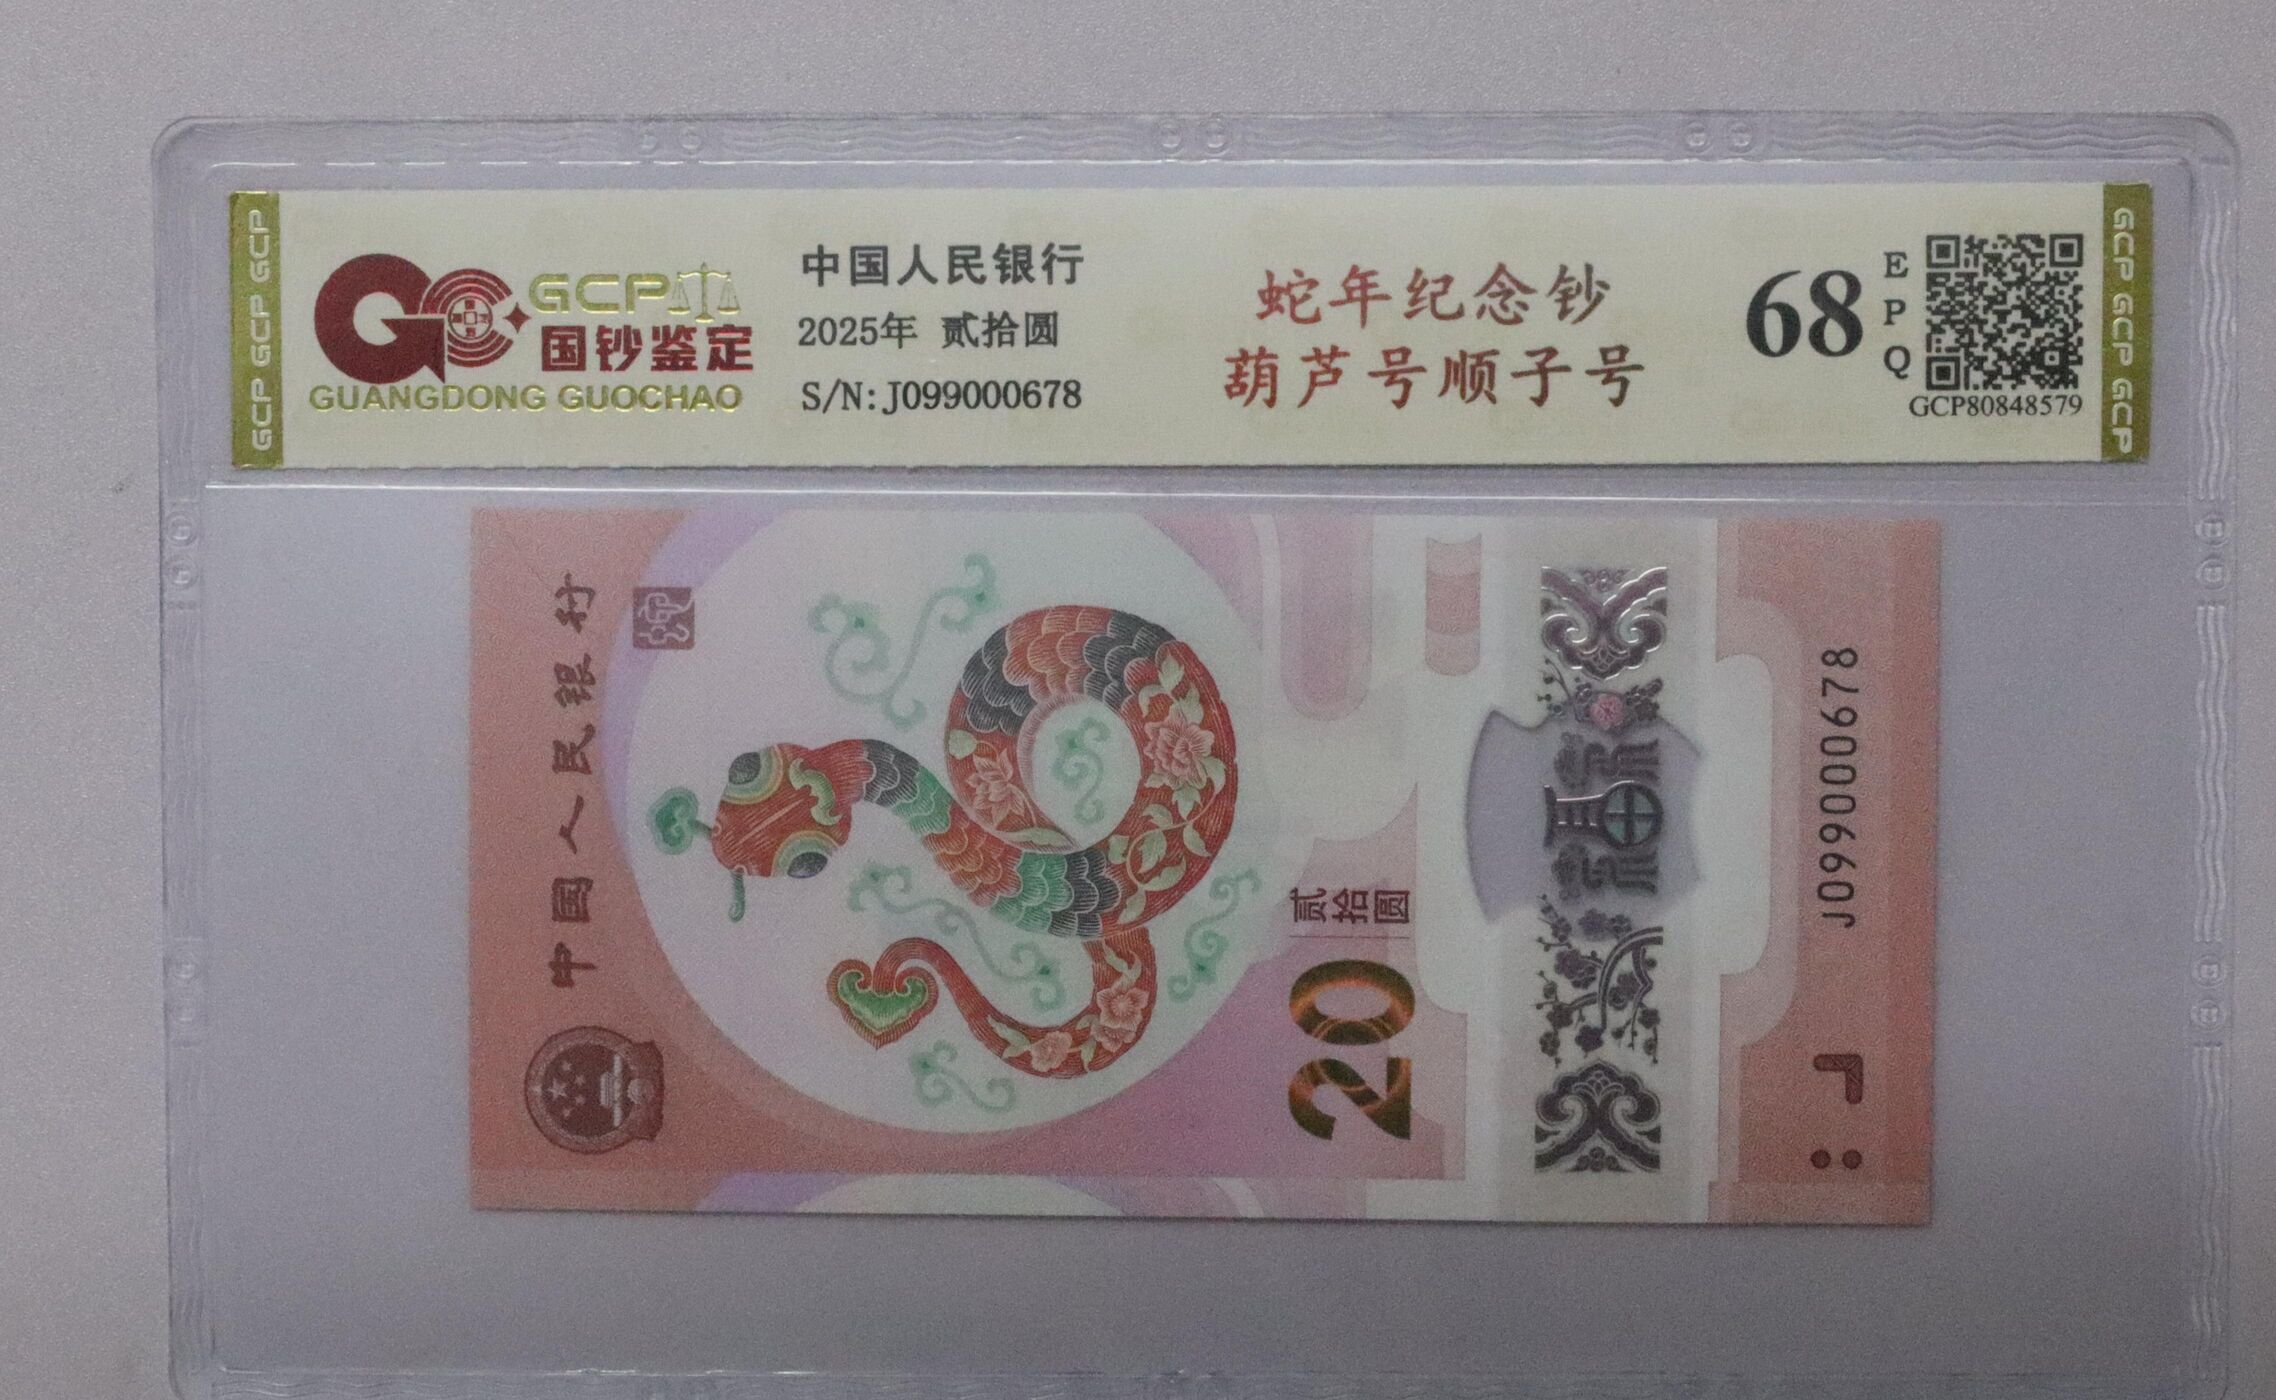 GCP GCP GCP
GCP
国钞鉴定
GUANGDONG GUOCHAO
中国人民银行
2025年 贰拾圆
S/N:J099000678
蛇年纪念钞
葫芦号顺子号
68
EPQ
GCP80848579
GCP GCP GCP
中国人民银行
贰拾圆
20
福
J099000678